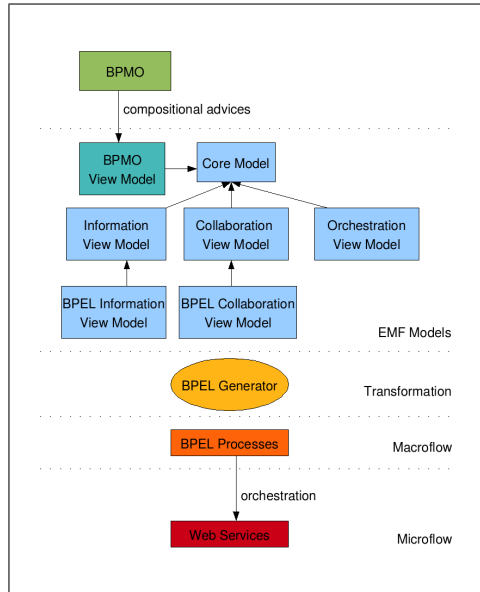 BPMO
compositional advices
BPMO
View Model
Core Model
Information
View Model
Collaboration
View Model
Orchestration
View Model
BPEL Information
View Model
BPEL Collaboration
View Model
EMF Models
BPEL Generator
Transformation
BPEL Processes
Macroflow
orchestration
Web Services
Microflow